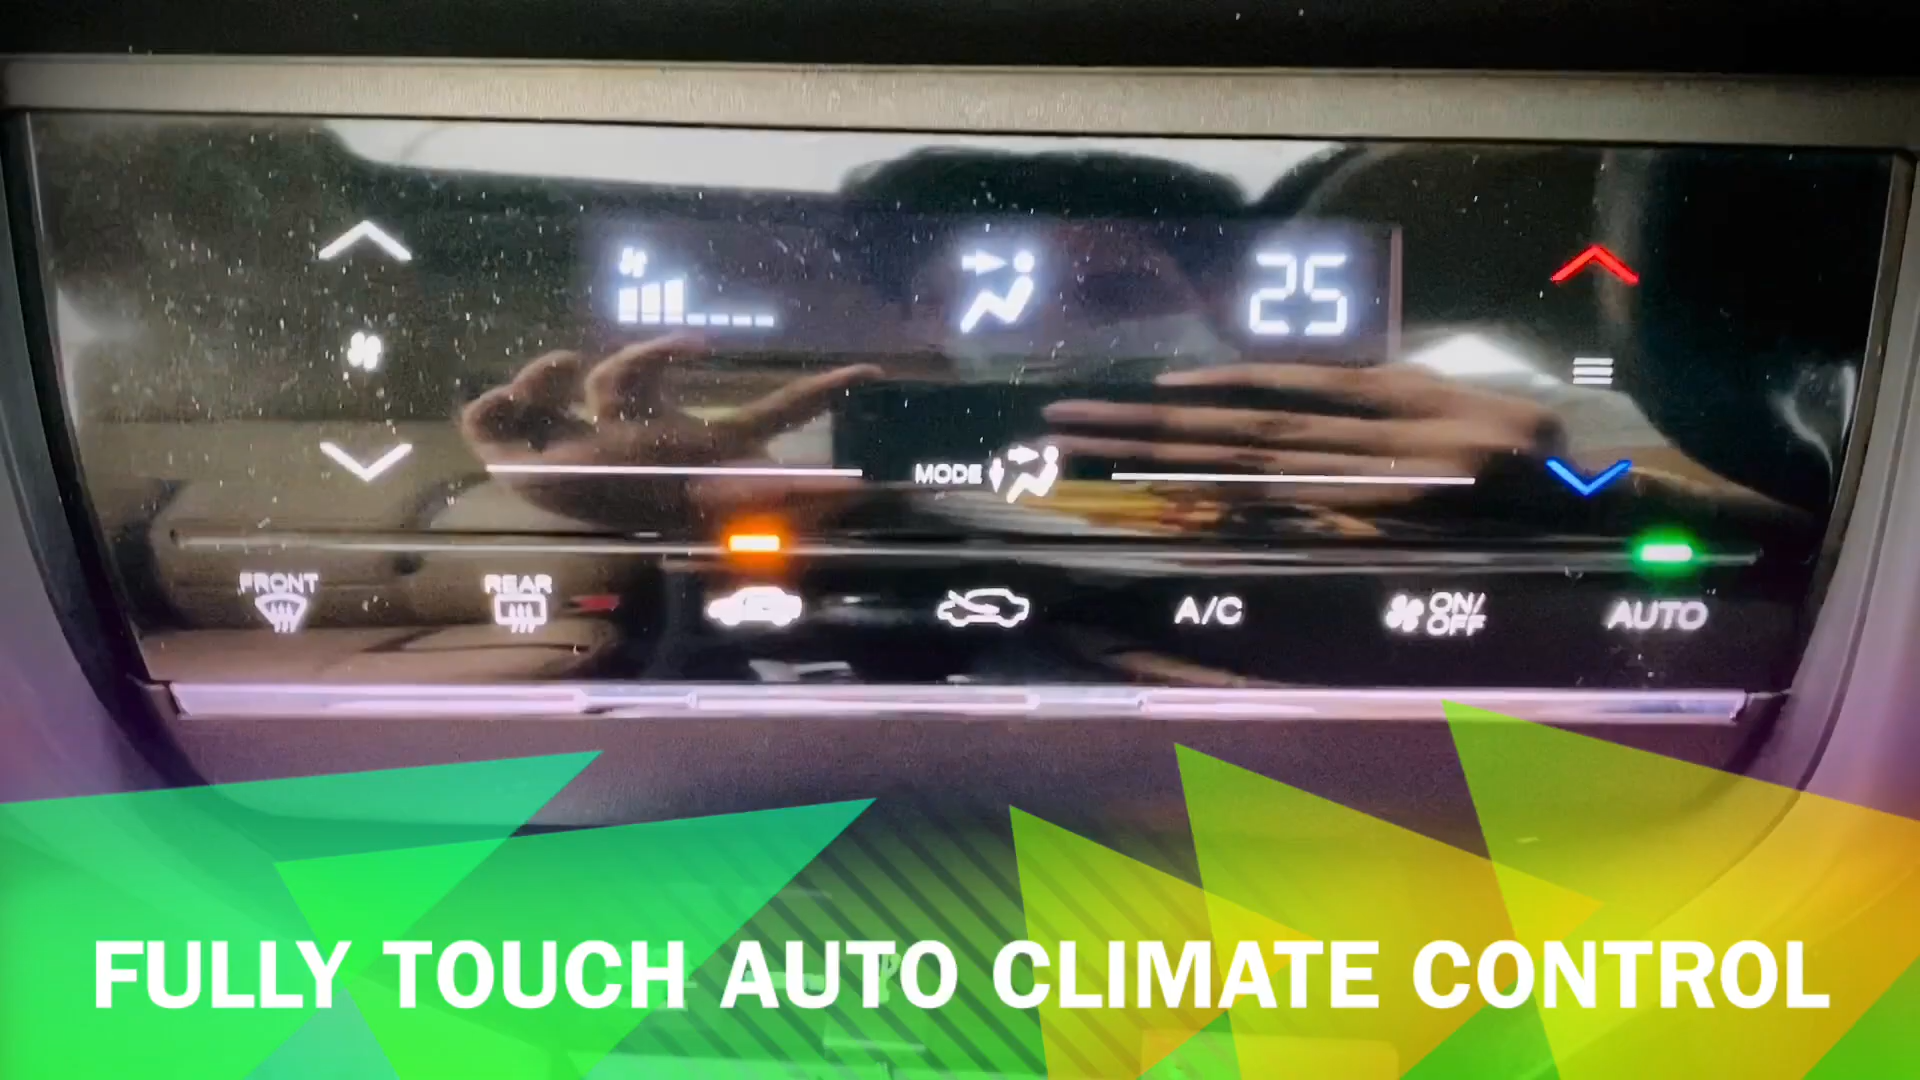 25
MODE
FRONT
REAR
A/C
ON/
OFF
AUTO
FULLY TOUCH AUTO CLIMATE CONTROL